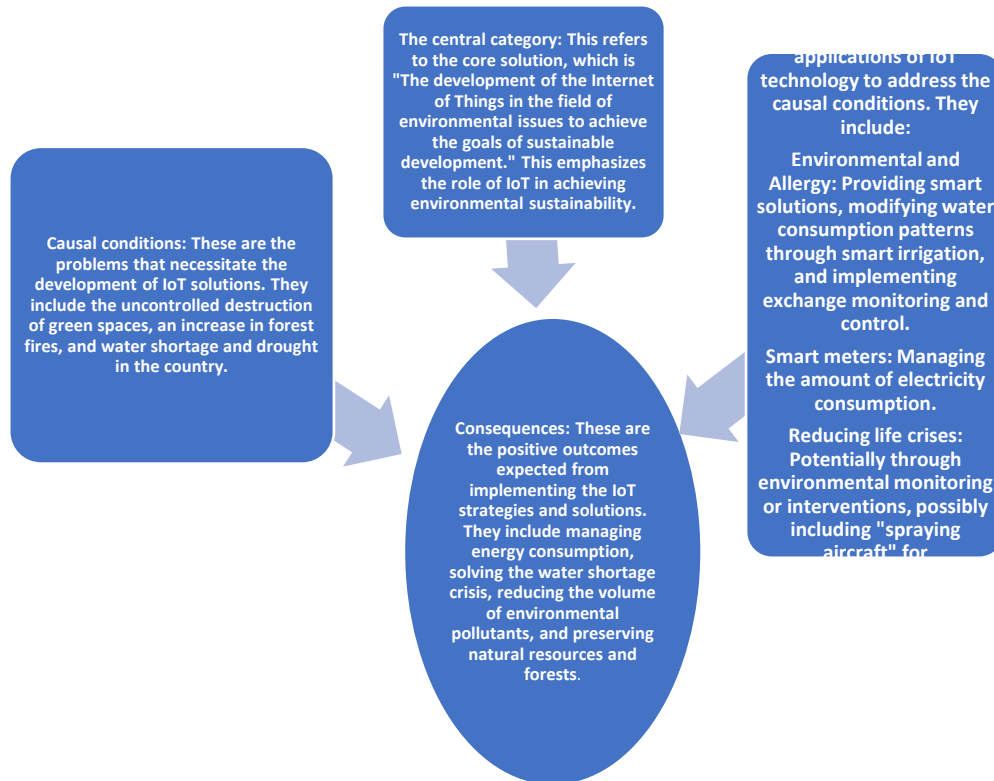 The central category: This refers
to the core solution, which is
"The development of the Internet
of Things in the field of
environmental issues to achieve
the goals of sustainable
development." This emphasizes
the role of IoT in achieving
environmental sustainability.
Causal conditions: These are the
problems that necessitate the
development of IoT solutions. They
include the uncontrolled destruction
of green spaces, an increase in forest
fires, and water shortage and drought
in the country.
applications of IoT
technology to address the
causal conditions. They
include:
Environmental and
Allergy: Providing smart
solutions, modifying water
consumption patterns
through smart irrigation,
and implementing
exchange monitoring and
control.
Smart meters: Managing
the amount of electricity
consumption.
Reducing life crises:
Potentially through
environmental monitoring
or interventions, possibly
including "spraying
aircraft" for
Consequences: These are
the positive outcomes
expected from
implementing the IoT
strategies and solutions.
They include managing
energy consumption,
solving the water shortage
crisis, reducing the volume
of environmental
pollutants, and preserving
natural resources and
forests.